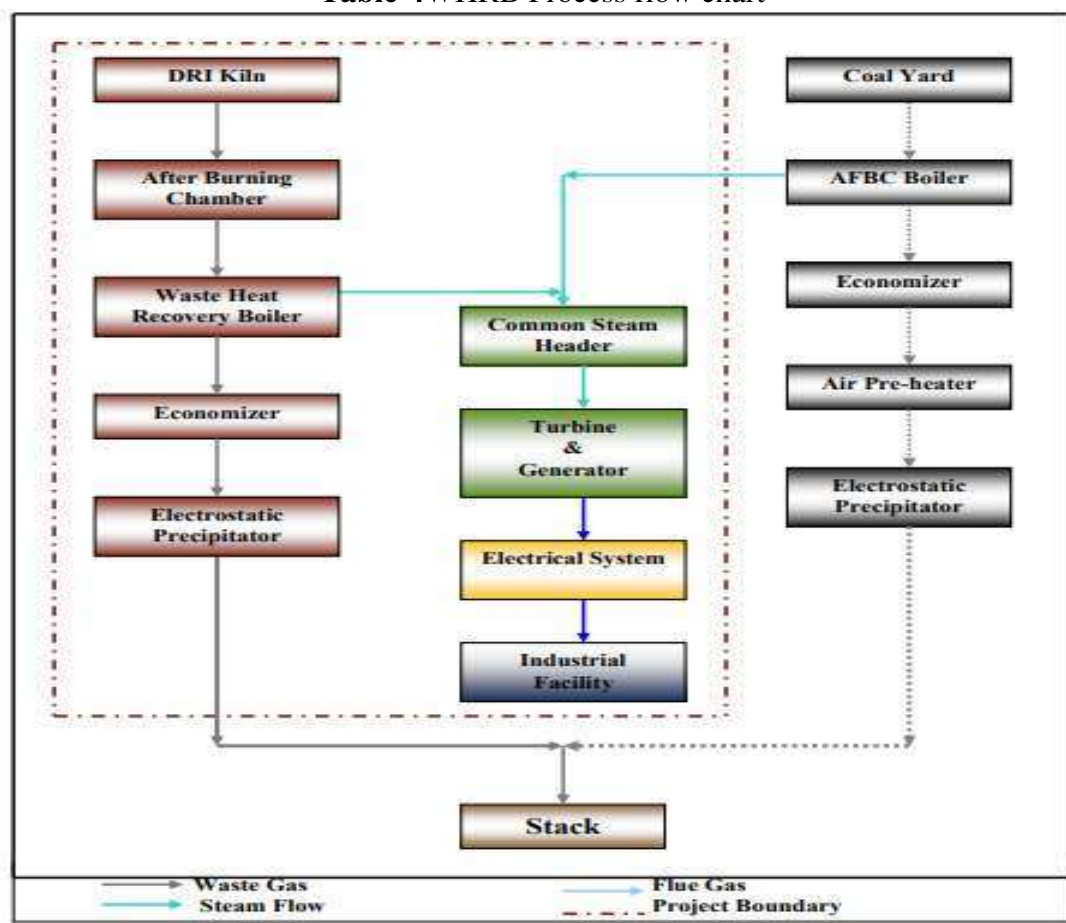 DRI Kiln
After Burning
Chamber
Waste Heat
Recovery Boiler
Economizer
Electrostatic
Precipitator
Common Steam
Header
Turbine
&
Generator
Electrical System
Industrial
Facility
Coal Yard
AFBC Boiler
Economizer
Air Pre-heater
Electrostatic
Precipitator
Stack
Waste Gas
Steam Flow
Flue Gas
Project Boundary